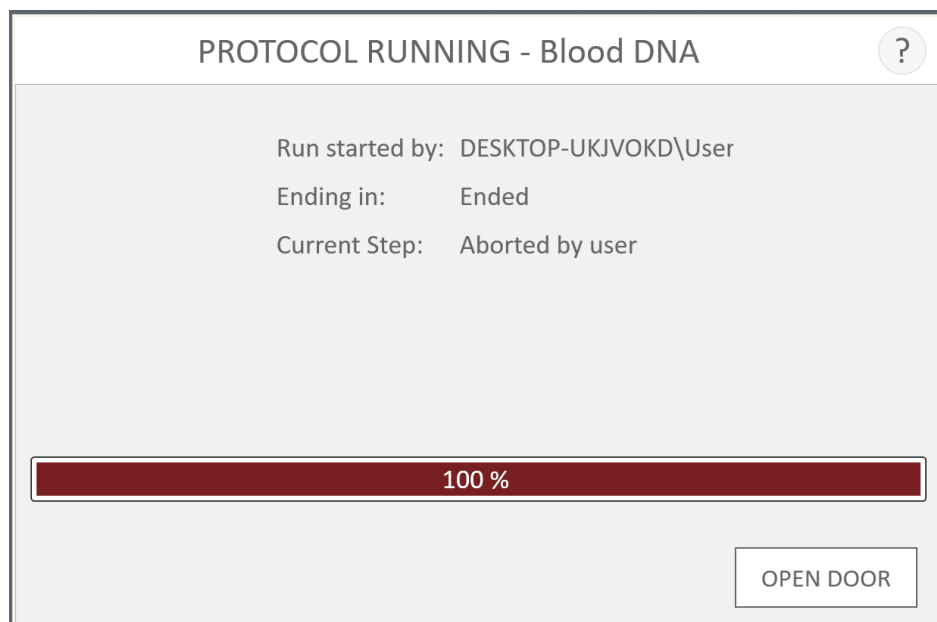 PROTOCOL RUNNING - Blood DNA ?
Run started by: DESKTOP-UKJVOKD\User
Ending in: Ended
Current Step: Aborted by user
100 %
OPEN DOOR